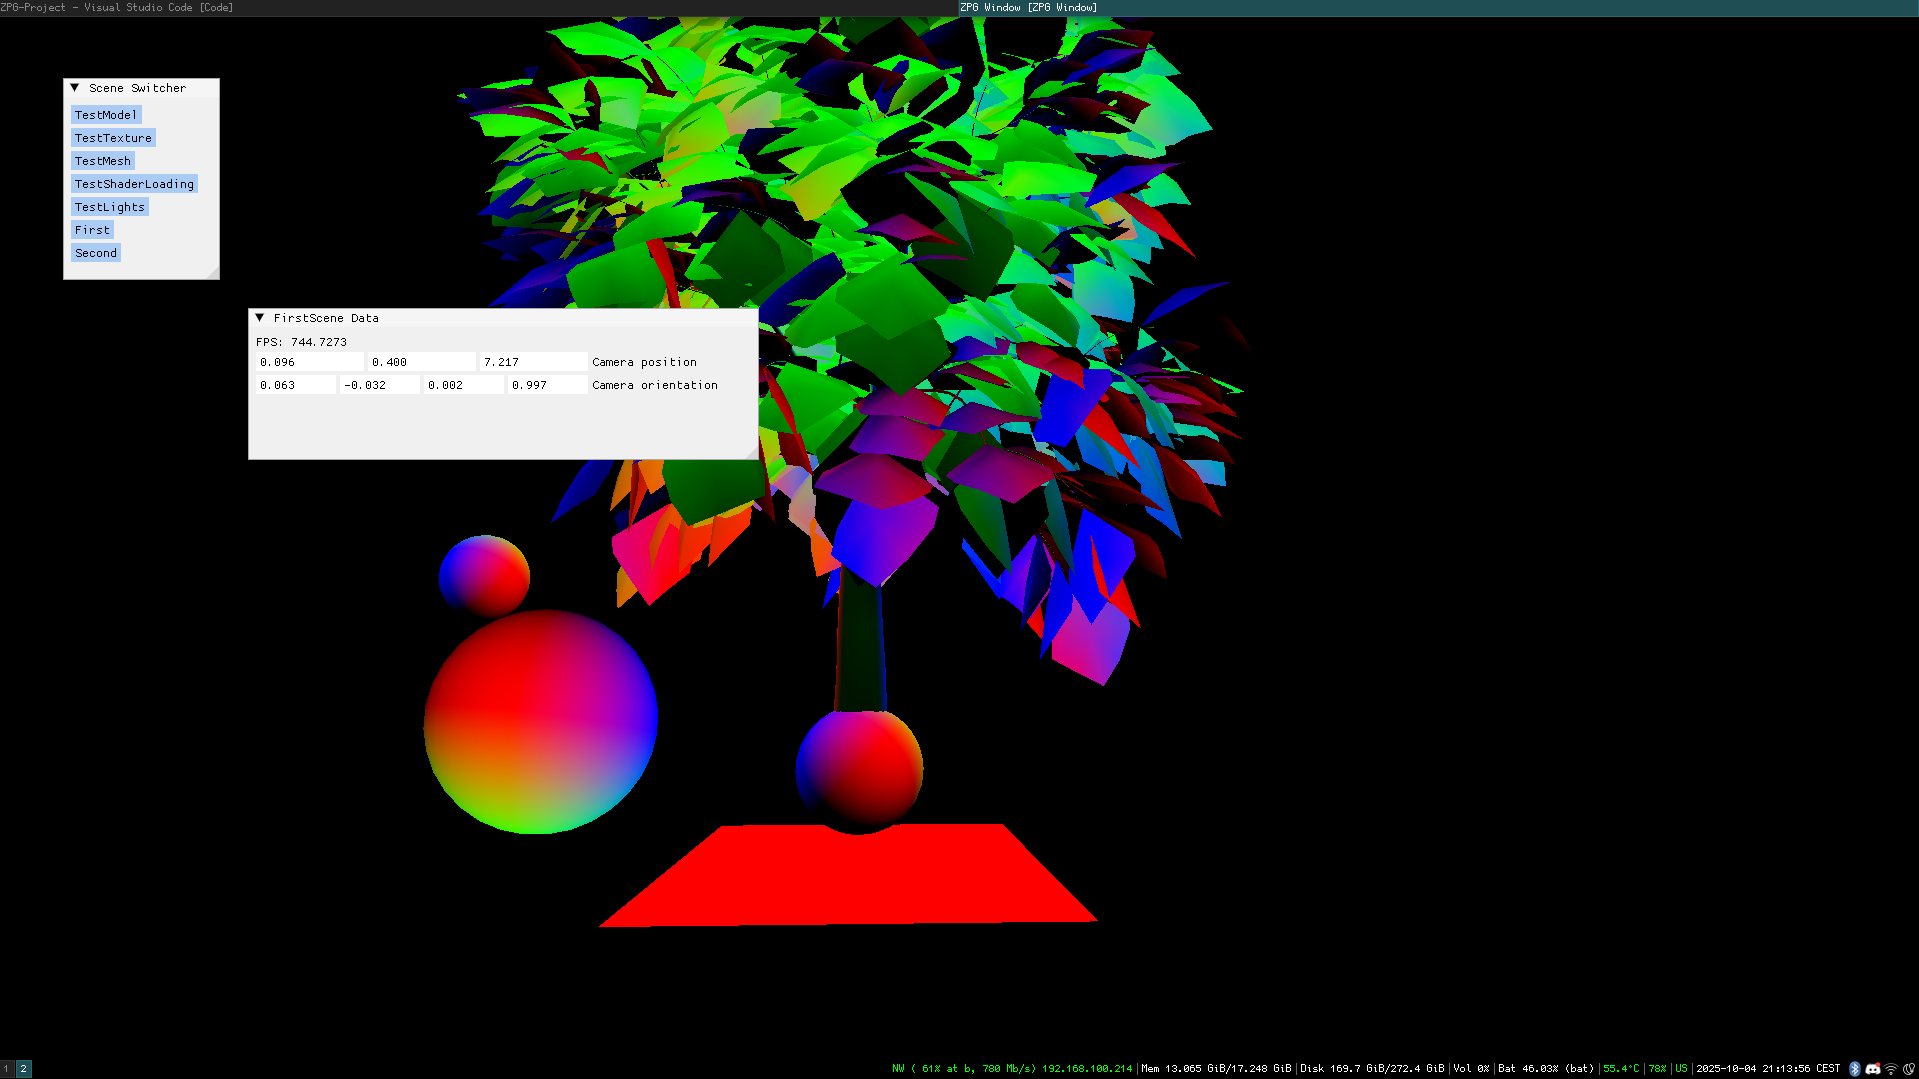 ZPG-Project - Visual Studio Code [Code]
ZPG Window [ZPG Window]
Scene Switcher
TestModel
TestTexture
TestMesh
TestShaderLoading
TestLights
First
Second
FirstScene Data
FPS: 744.7273
0.096 0.400 7.217 Camera position
0.063 -0.032 0.002 0.997 Camera orientation
1 2 NW ( 61% at b, 780 Mb/s) 192.168.100.214|Mem 13.065 GiB/17.248 GiB|Disk 169.7 GiB/272.4 GiB|Vol 0%|Bat 46.03% (bat)|55.4°C|78%|US|2025-10-04 21:13:56 CEST